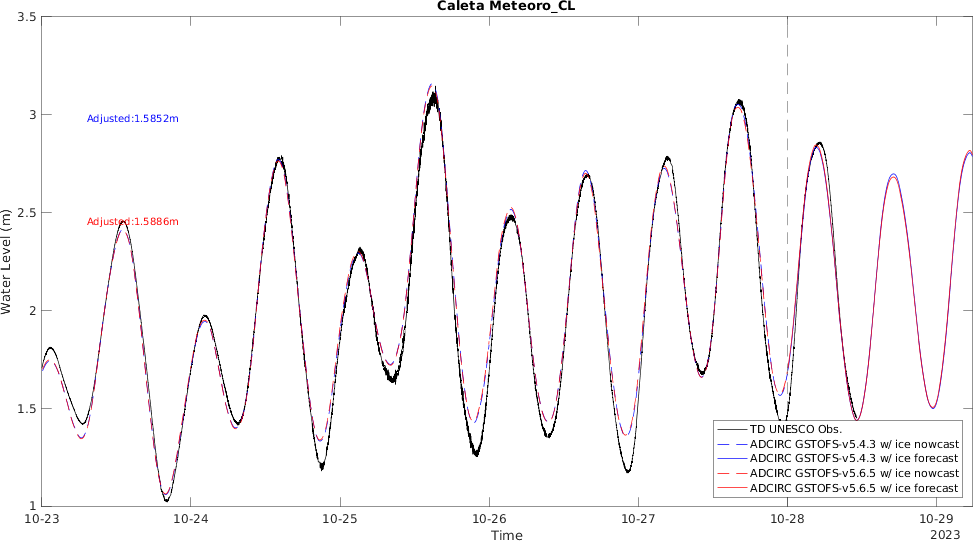 Caleta Meteoro_CL
3.5
3
2.5
2
1.5
1
Water Level (m)
Adjusted:1.5852m
Adjusted:1.5886m
TD UNESCO Obs.
ADCIRC GSTOFS-v5.4.3 w/ ice nowcast
ADCIRC GSTOFS-v5.4.3 w/ ice forecast
ADCIRC GSTOFS-v5.6.5 w/ ice nowcast
ADCIRC GSTOFS-v5.6.5 w/ ice forecast
10-23 10-24 10-25 10-26 10-27 10-28 10-29
Time 2023